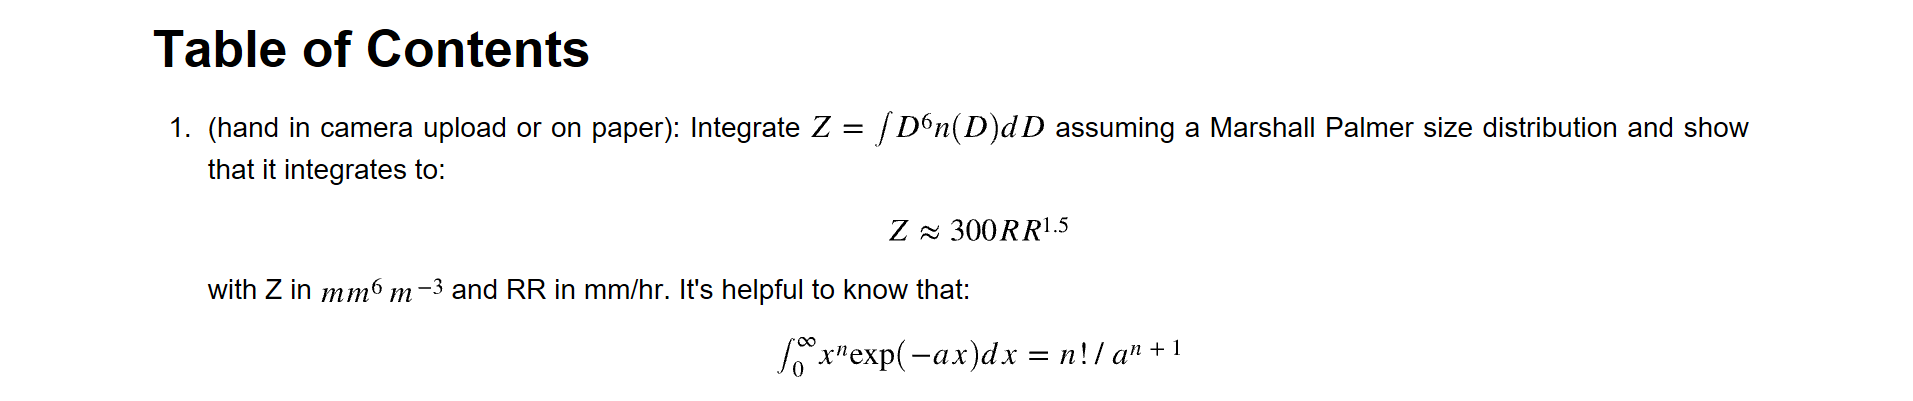 Table of Contents
1. (hand in camera upload or on paper): Integrate Z = ∫D⁶n(D)dD assuming a Marshall Palmer size distribution and show
that it integrates to:
Z ≈ 300RR¹·⁵
with Z in mm⁶ m⁻³ and RR in mm/hr. It's helpful to know that:
∫₀^∞ xⁿexp(−ax)dx = n!/aⁿ⁺¹